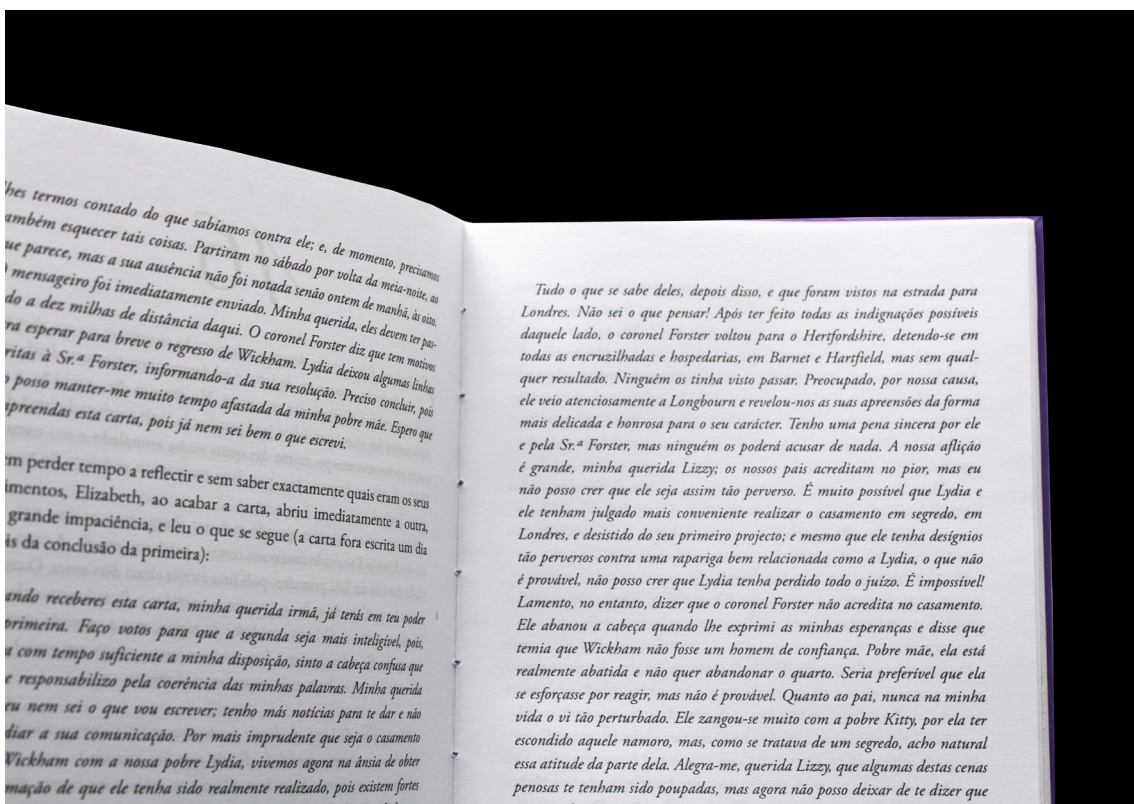 lhes termos contado do que sabíamos contra ele; e, de momento, precisamos
também esquecer tais coisas. Partiram no sábado por volta da meia-noite, ao
que parece, mas a sua ausência não foi notada senão ontem de manhã, às oito.
mensageiro foi imediatamente enviado. Minha querida, eles devem ter pas-
do a dez milhas de distância daqui. O coronel Forster diz que tem motivos
ra esperar para breve o regresso de Wickham. Lydia deixou algumas linhas
ritas à Sr.ª Forster, informando-a da sua resolução. Preciso concluir, pois
posso manter-me muito tempo afastada da minha pobre mãe. Espero que
preendas esta carta, pois já nem sei bem o que escrevi.
em perder tempo a reflectir e sem saber exactamente quais eram os seus
imentos, Elizabeth, ao acabar a carta, abriu imediatamente a outra,
grande impaciência, e leu o que se segue (a carta fora escrita um dia
is da conclusão da primeira):
ando receberes esta carta, minha querida irmã, já terás em teu poder
primeira. Faço votos para que a segunda seja mais inteligível, pois,
a com tempo suficiente a minha disposição, sinto a cabeça confusa que
e responsabilizo pela coerência das minhas palavras. Minha querida
eu nem sei o que vou escrever; tenho más notícias para te dar e não
diar a sua comunicação. Por mais imprudente que seja o casamento
Wickham com a nossa pobre Lydia, vivemos agora na ânsia de obter
mação de que ele tenha sido realmente realizado, pois existem fortes
Tudo o que se sabe deles, depois disso, e que foram vistos na estrada para
Londres. Não sei o que pensar! Após ter feito todas as indignações possíveis
daquele lado, o coronel Forster voltou para o Hertfordshire, detendo-se em
todas as encruzilhadas e hospedarias, em Barnet e Hartfield, mas sem qual-
quer resultado. Ninguém os tinha visto passar. Preocupado, por nossa causa,
ele veio atenciosamente a Longbourn e revelou-nos as suas apreensões da forma
mais delicada e honrosa para o seu carácter. Tenho uma pena sincera por ele
e pela Sr.ª Forster, mas ninguém os poderá acusar de nada. A nossa aflição
é grande, minha querida Lizzy; os nossos pais acreditam no pior, mas eu
não posso crer que ele seja assim tão perverso. É muito possível que Lydia e
ele tenham julgado mais conveniente realizar o casamento em segredo, em
Londres, e desistido do seu primeiro projecto; e mesmo que ele tenha desígnios
tão perversos contra uma rapariga bem relacionada como a Lydia, o que não
é provável, não posso crer que Lydia tenha perdido todo o juízo. É impossível!
Lamento, no entanto, dizer que o coronel Forster não acredita no casamento.
Ele abanou a cabeça quando lhe exprimi as minhas esperanças e disse que
temia que Wickham não fosse um homem de confiança. Pobre mãe, ela está
realmente abatida e não quer abandonar o quarto. Seria preferível que ela
se esforçasse por reagir, mas não é provável. Quanto ao pai, nunca na minha
vida o vi tão perturbado. Ele zangou-se muito com a pobre Kitty, por ela ter
escondido aquele namoro, mas, como se tratava de um segredo, acho natural
essa atitude da parte dela. Alegra-me, querida Lizzy, que algumas destas cenas
penosas te tenham sido poupadas, mas agora não posso deixar de te dizer que